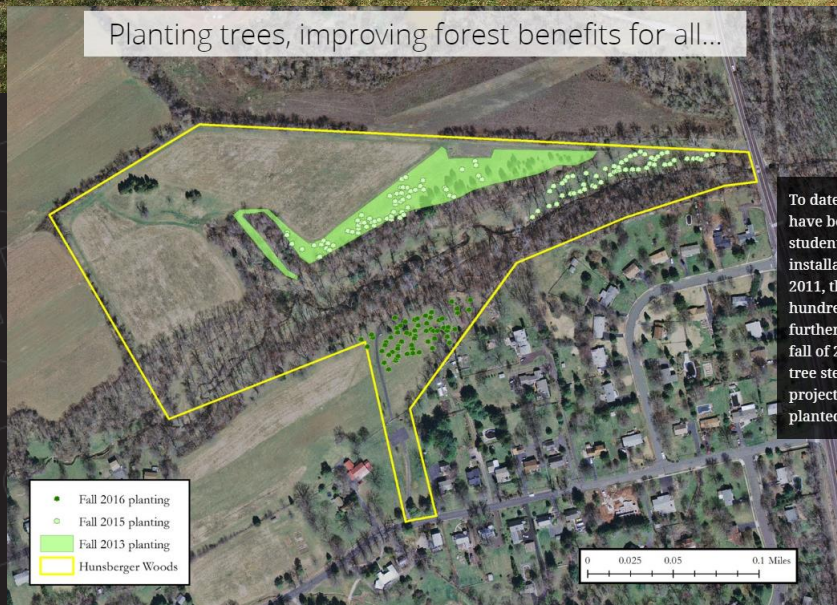 Planting trees, improving forest benefits for all...
To date
have be
studen
installa
2011, th
hundre
further
fall of 2
tree ste
project
planted
Fall 2016 planting
Fall 2015 planting
Fall 2013 planting
Hunsberger Woods
0 0.025 0.05 0.1 Miles